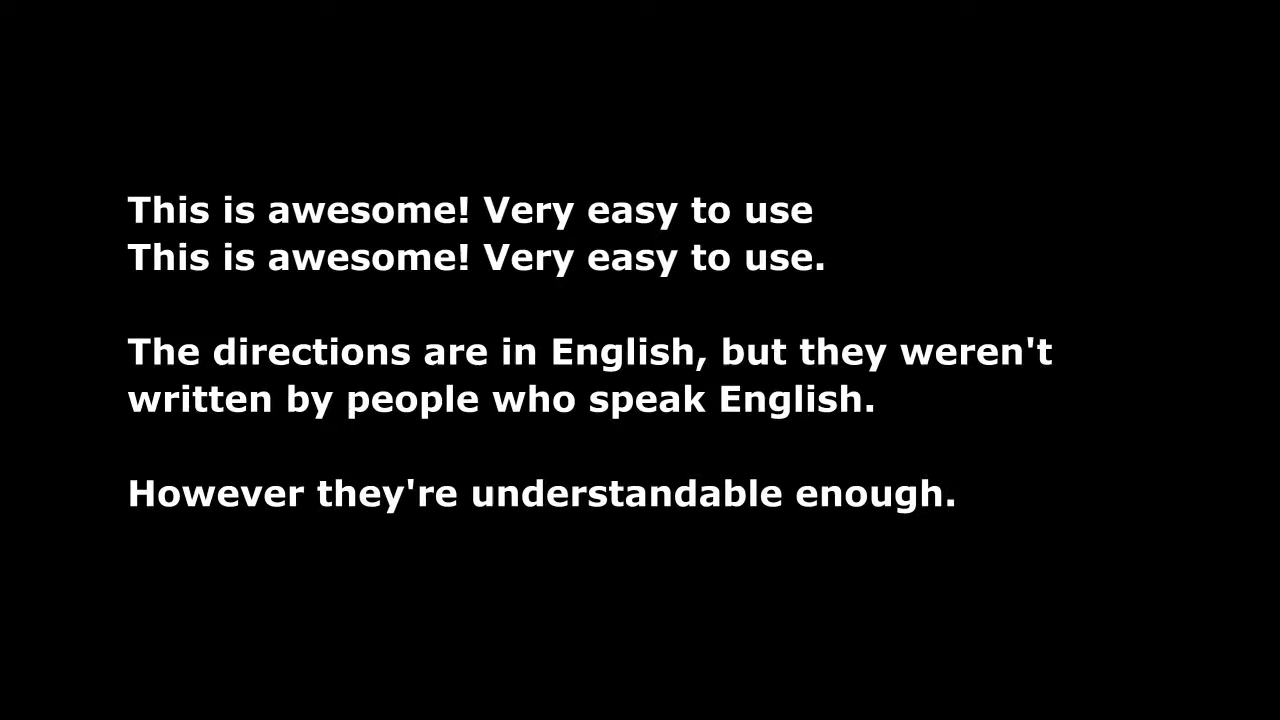 This is awesome! Very easy to use
This is awesome! Very easy to use.
The directions are in English, but they weren't
written by people who speak English.
However they're understandable enough.